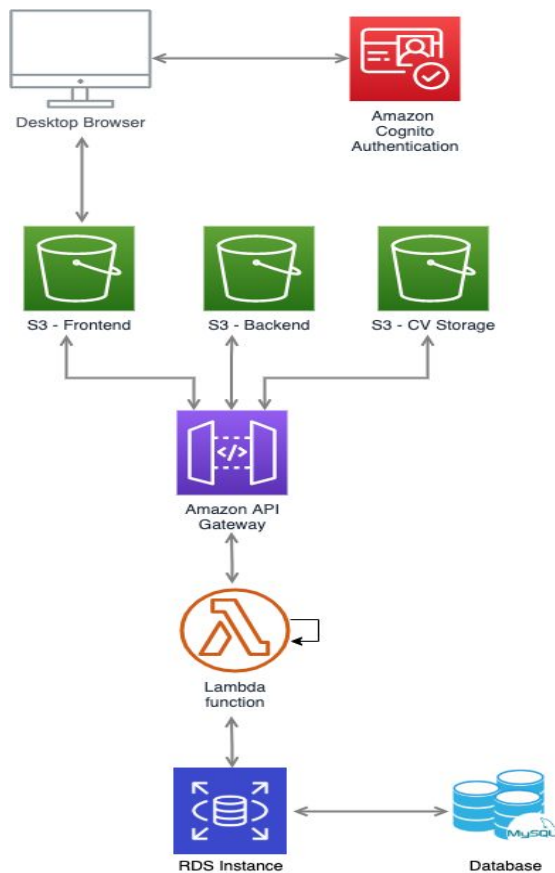 Desktop Browser
Amazon
Cognito
Authentication
S3 - Frontend
S3 - Backend
S3 - CV Storage
</>
Amazon API
Gateway
Lambda
function
MySQL
RDS Instance
Database